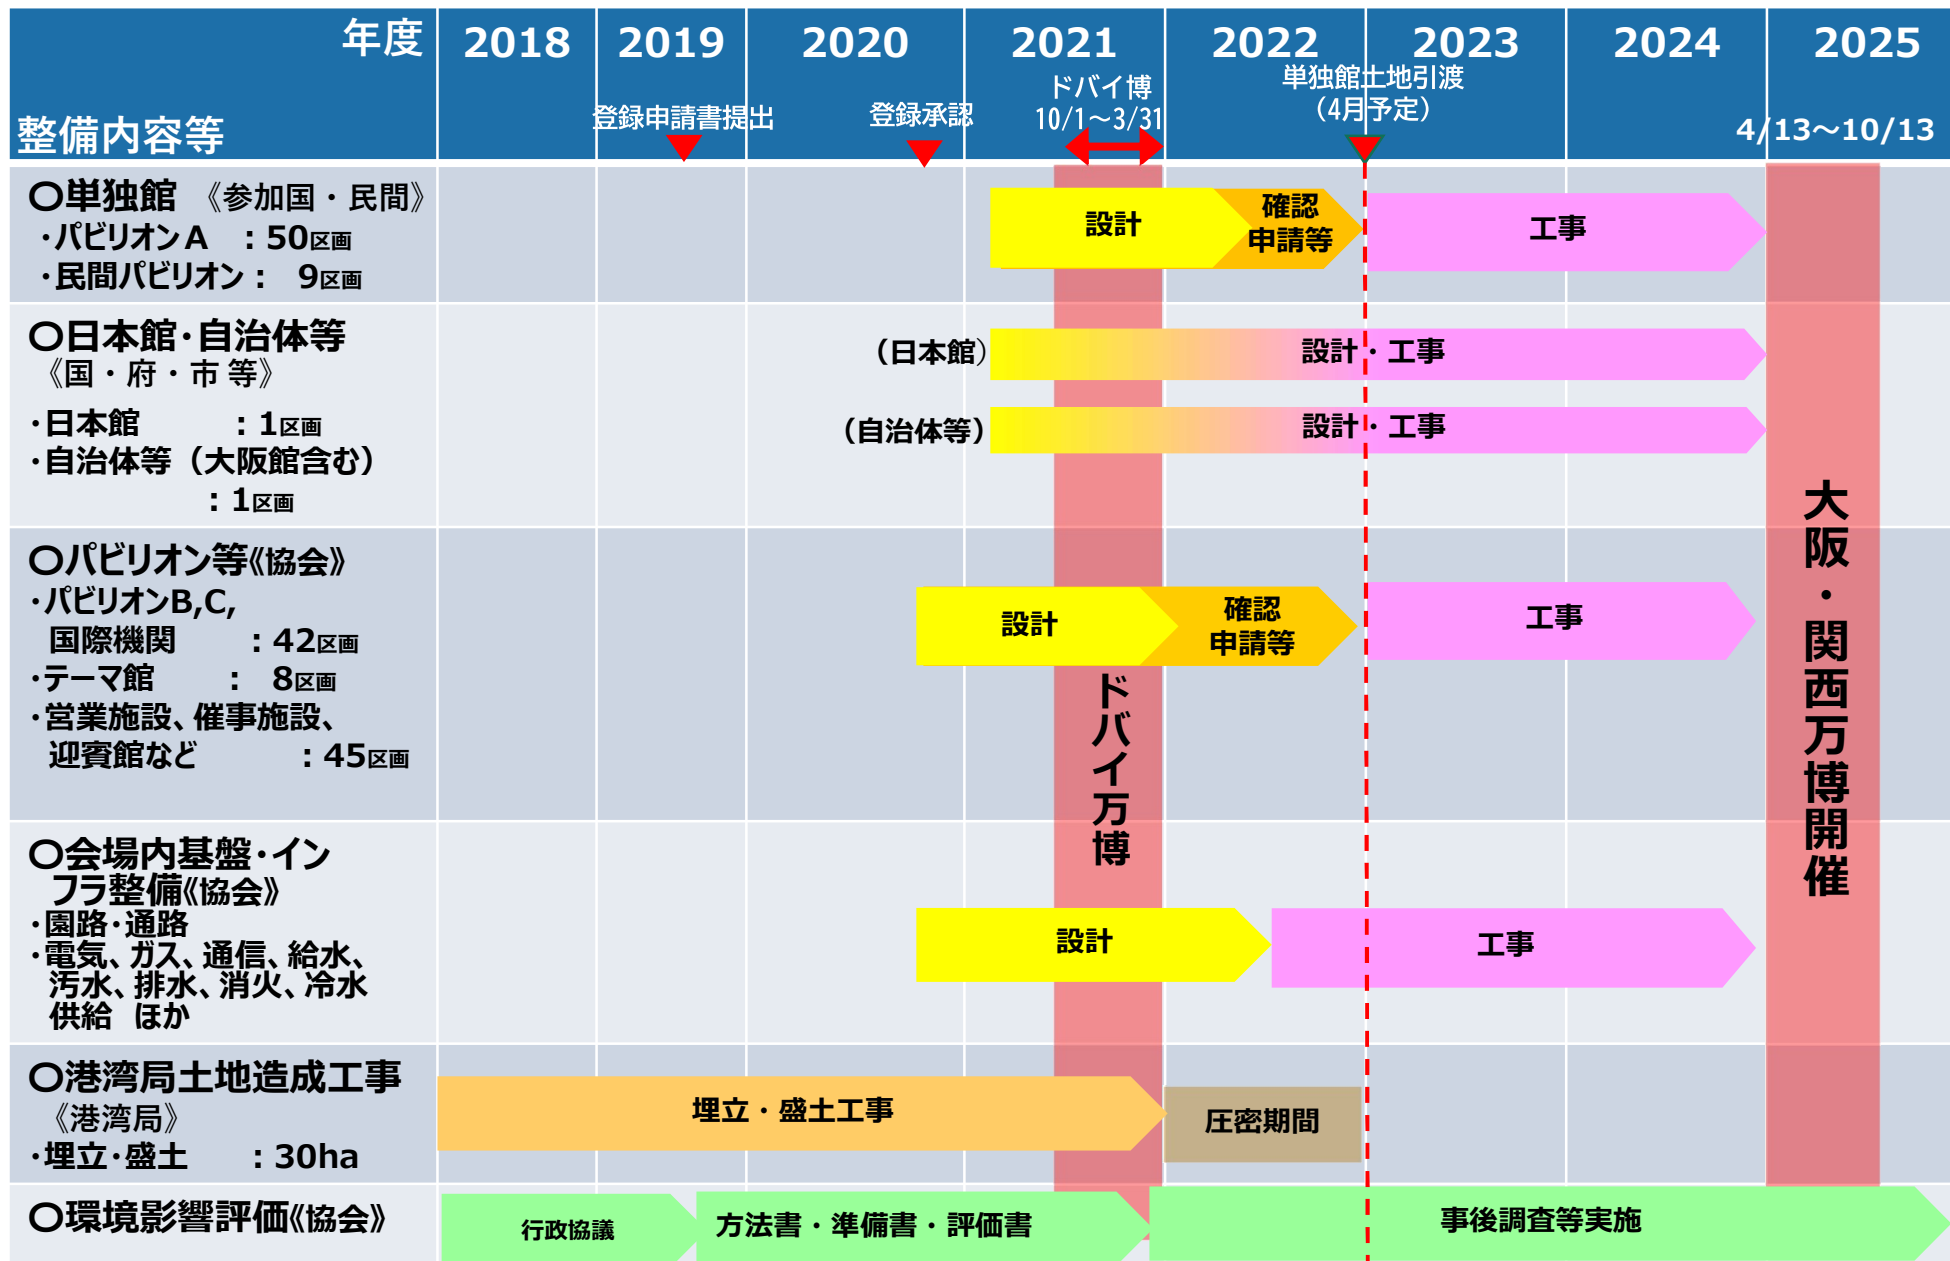 年度
2018
2019
2020
2021
2022
2023
2024
2025
整備内容等
登録申請書提出
登録承認
ドバイ博
10/1～3/31
単独館土地引渡
（4月予定）
4/13～10/13
〇単独館 《参加国・民間》
・パビリオンA ：50区画
・民間パビリオン： 9区画
設計
確認
申請等
工事
〇日本館・自治体等
《国・府・市 等》
・日本館 ：1区画
・自治体等（大阪館含む）
：1区画
（日本館）
設計・工事
（自治体等）
設計・工事
〇パビリオン等《協会》
・パビリオンB,C,
国際機関 ：42区画
・テーマ館 ： 8区画
・営業施設、催事施設、
迎賓館など ：45区画
設計
確認
申請等
工事
ドバイ万博
大阪・関西万博開催
〇会場内基盤・イン
フラ整備《協会》
・園路・通路
・電気、ガス、通信、給水、
汚水、排水、消火、冷水
供給 ほか
設計
工事
〇港湾局土地造成工事
《港湾局》
・埋立・盛土 ：30ha
埋立・盛土工事
圧密期間
〇環境影響評価《協会》
行政協議
方法書・準備書・評価書
事後調査等実施